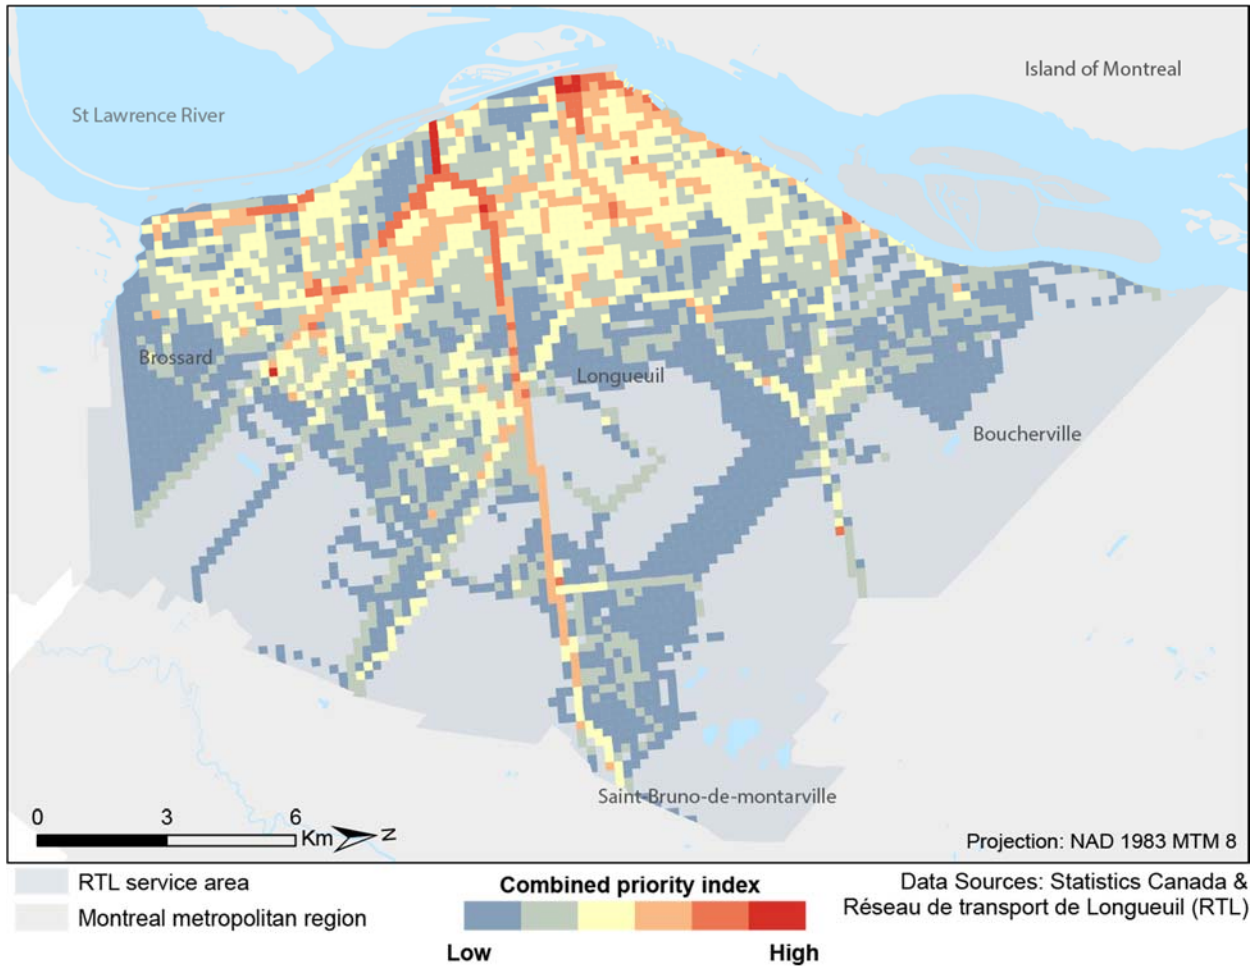 Island of Montreal
St Lawrence River
Brossard
Longueuil
Boucherville
Saint-Bruno-de-montarville
0 3 6
Km N
Projection: NAD 1983 MTM 8
RTL service area
Montreal metropolitan region
Combined priority index
Low High
Data Sources: Statistics Canada &
Réseau de transport de Longueuil (RTL)